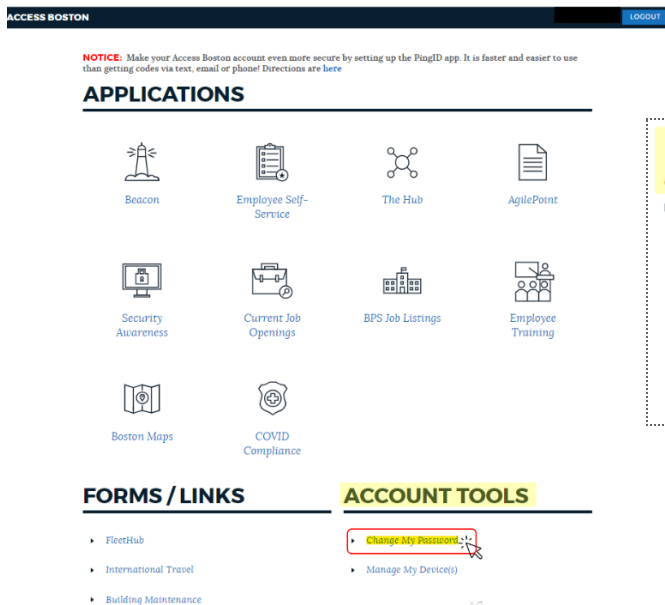 ACCESS BOSTON
LOGOUT
NOTICE: Make your Access Boston account even more secure by setting up the PingID app. It is faster and easier to use
than getting codes via text, email or phone! Directions are here
APPLICATIONS
Beacon
Employee Self-
Service
The Hub
AgilePoint
Security
Awareness
Current Job
Openings
BPS Job Listings
Employee
Training
Boston Maps
COVID
Compliance
FORMS / LINKS
ACCOUNT TOOLS
FleetHub
Change My Password
International Travel
Manage My Device(s)
Building Maintenance